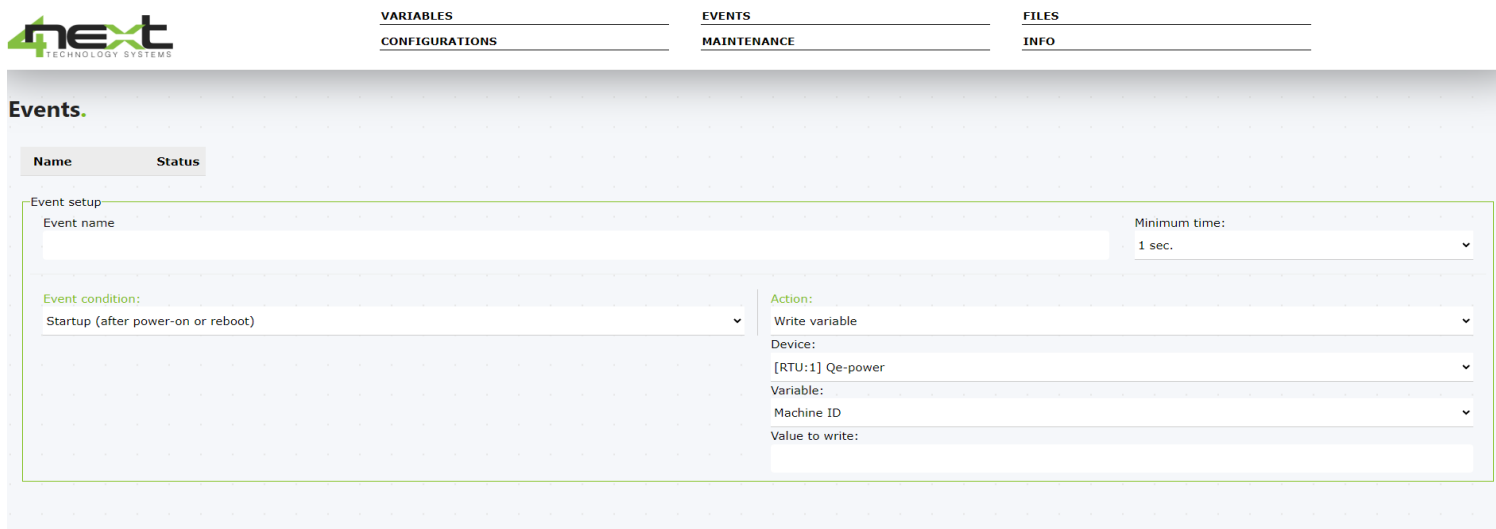 VARIABLES EVENTS FILES
4next
TECHNOLOGY SYSTEMS
CONFIGURATIONS MAINTENANCE INFO
Events.
Name Status
Event setup
Event name Minimum time:
1 sec.
Event condition: Action:
Startup (after power-on or reboot) Write variable
Device:
[RTU:1] Qe-power
Variable:
Machine ID
Value to write: